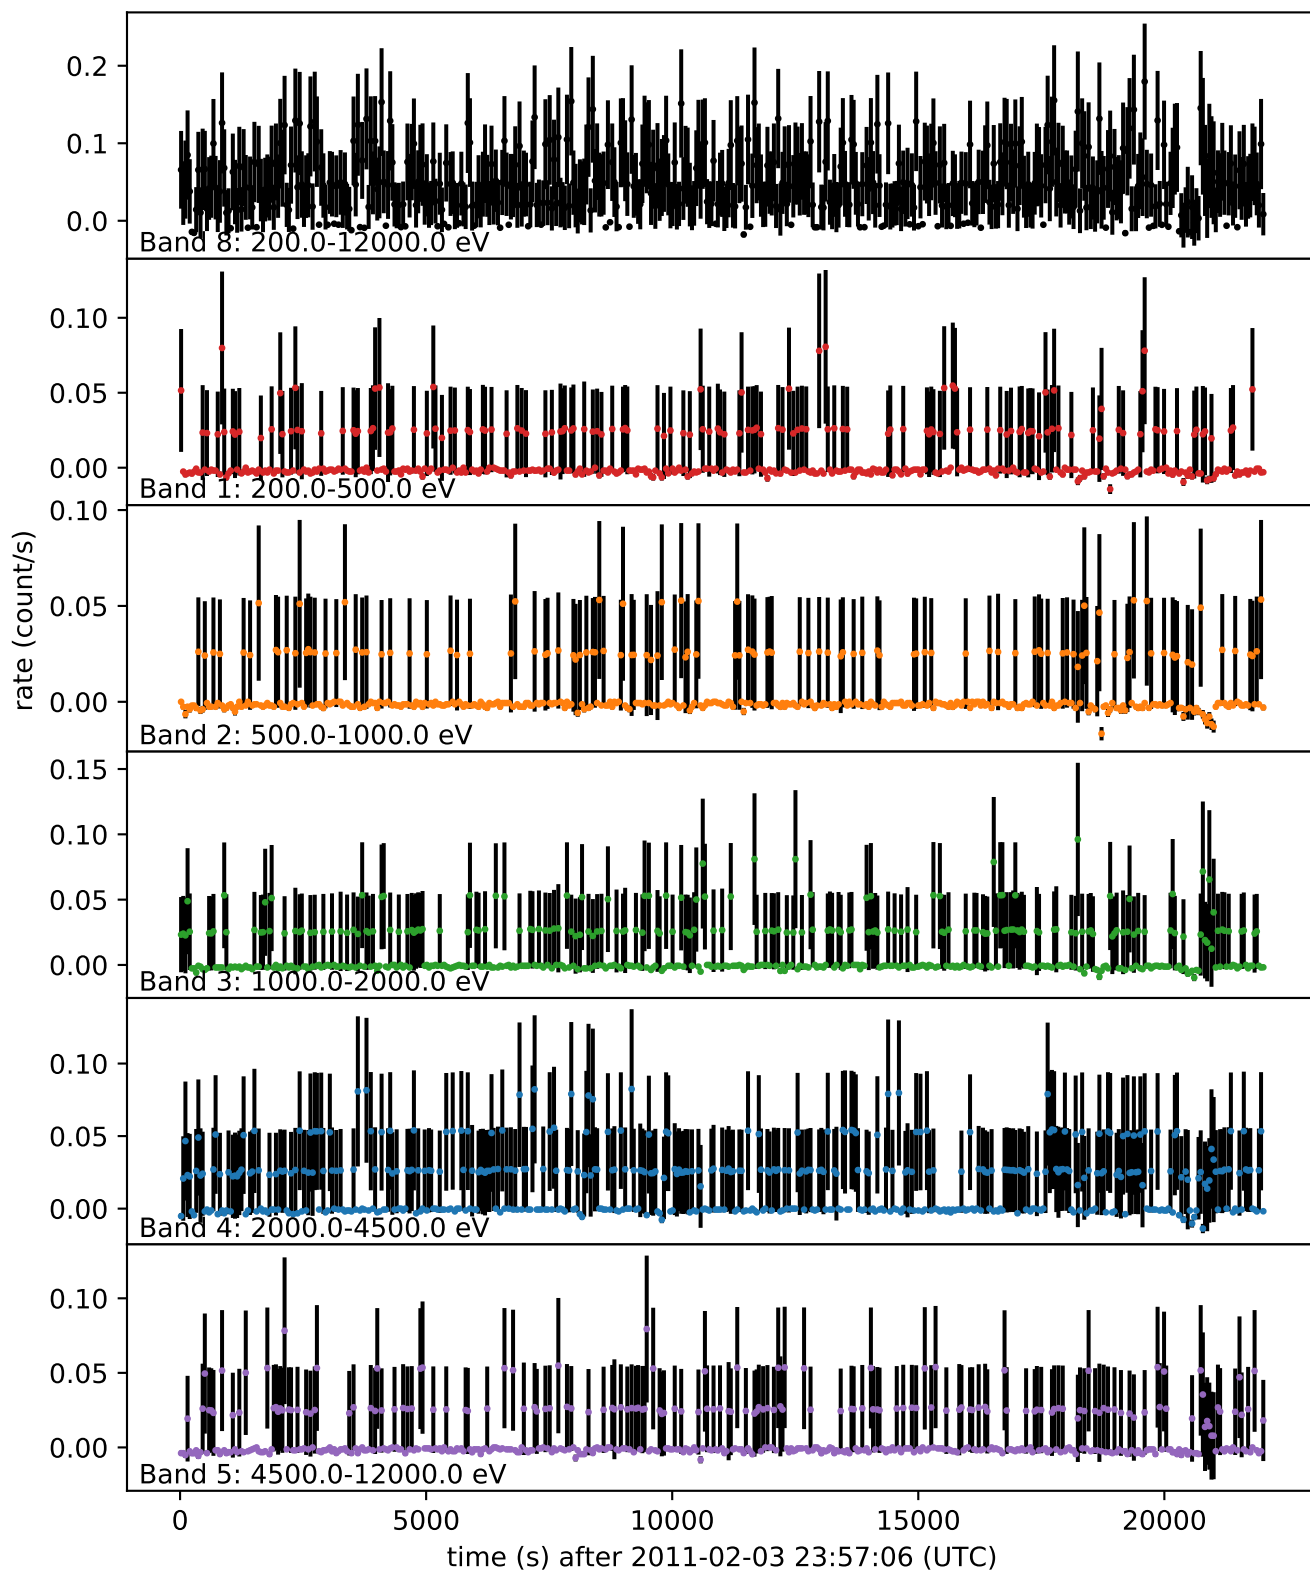 0.2
0.1
0.0
Band 8: 200.0-12000.0 eV
0.10
0.05
0.00
Band 1: 200.0-500.0 eV
0.10
0.05
0.00
Band 2: 500.0-1000.0 eV
rate (count/s)
0.15
0.10
0.05
0.00
Band 3: 1000.0-2000.0 eV
0.10
0.05
0.00
Band 4: 2000.0-4500.0 eV
0.10
0.05
0.00
Band 5: 4500.0-12000.0 eV
0 5000 10000 15000 20000
time (s) after 2011-02-03 23:57:06 (UTC)